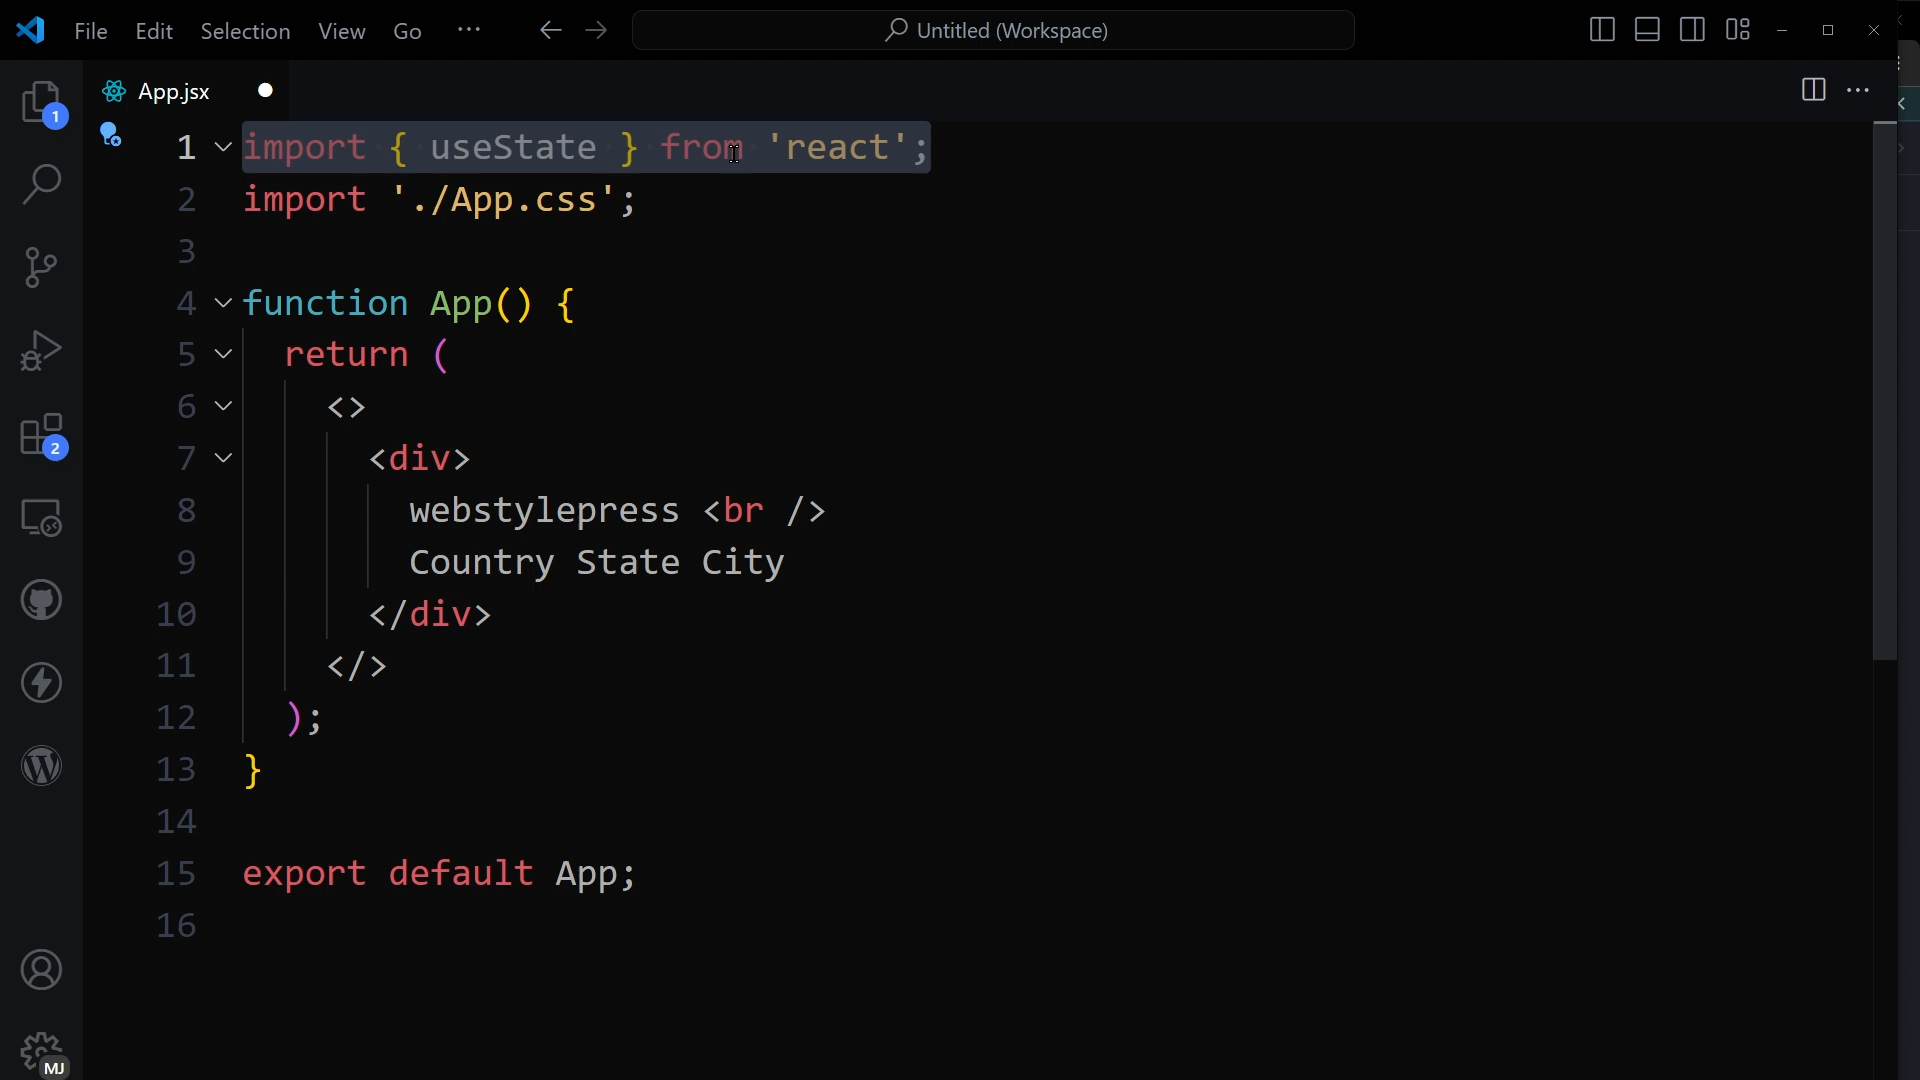 File Edit Selection View Go ··· Untitled (Workspace)
App.jsx
1
2
MJ
1 import { useState } from 'react';
2 import './App.css';
3
4 function App() {
5 return (
6 <>
7 <div>
8 webstylepress <br />
9 Country State City
10 </div>
11 </>
12 );
13 }
14
15 export default App;
16